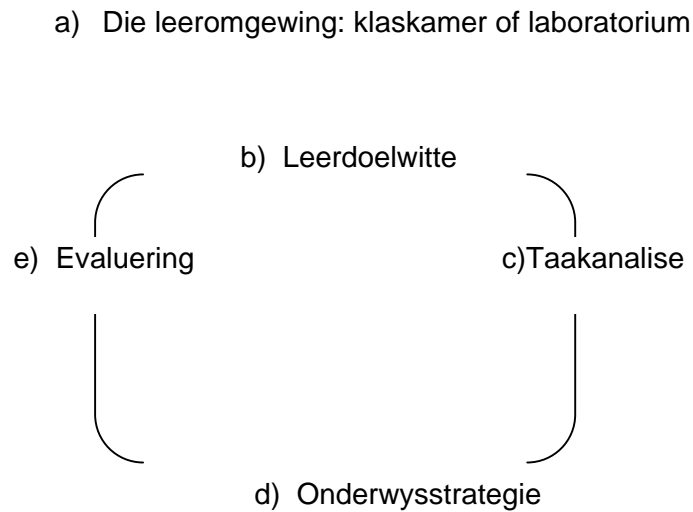 a) Die leeromgewing: klaskamer of laboratorium
b) Leerdoelwitte
e) Evaluering
c)Taakanalise
d) Onderwysstrategie